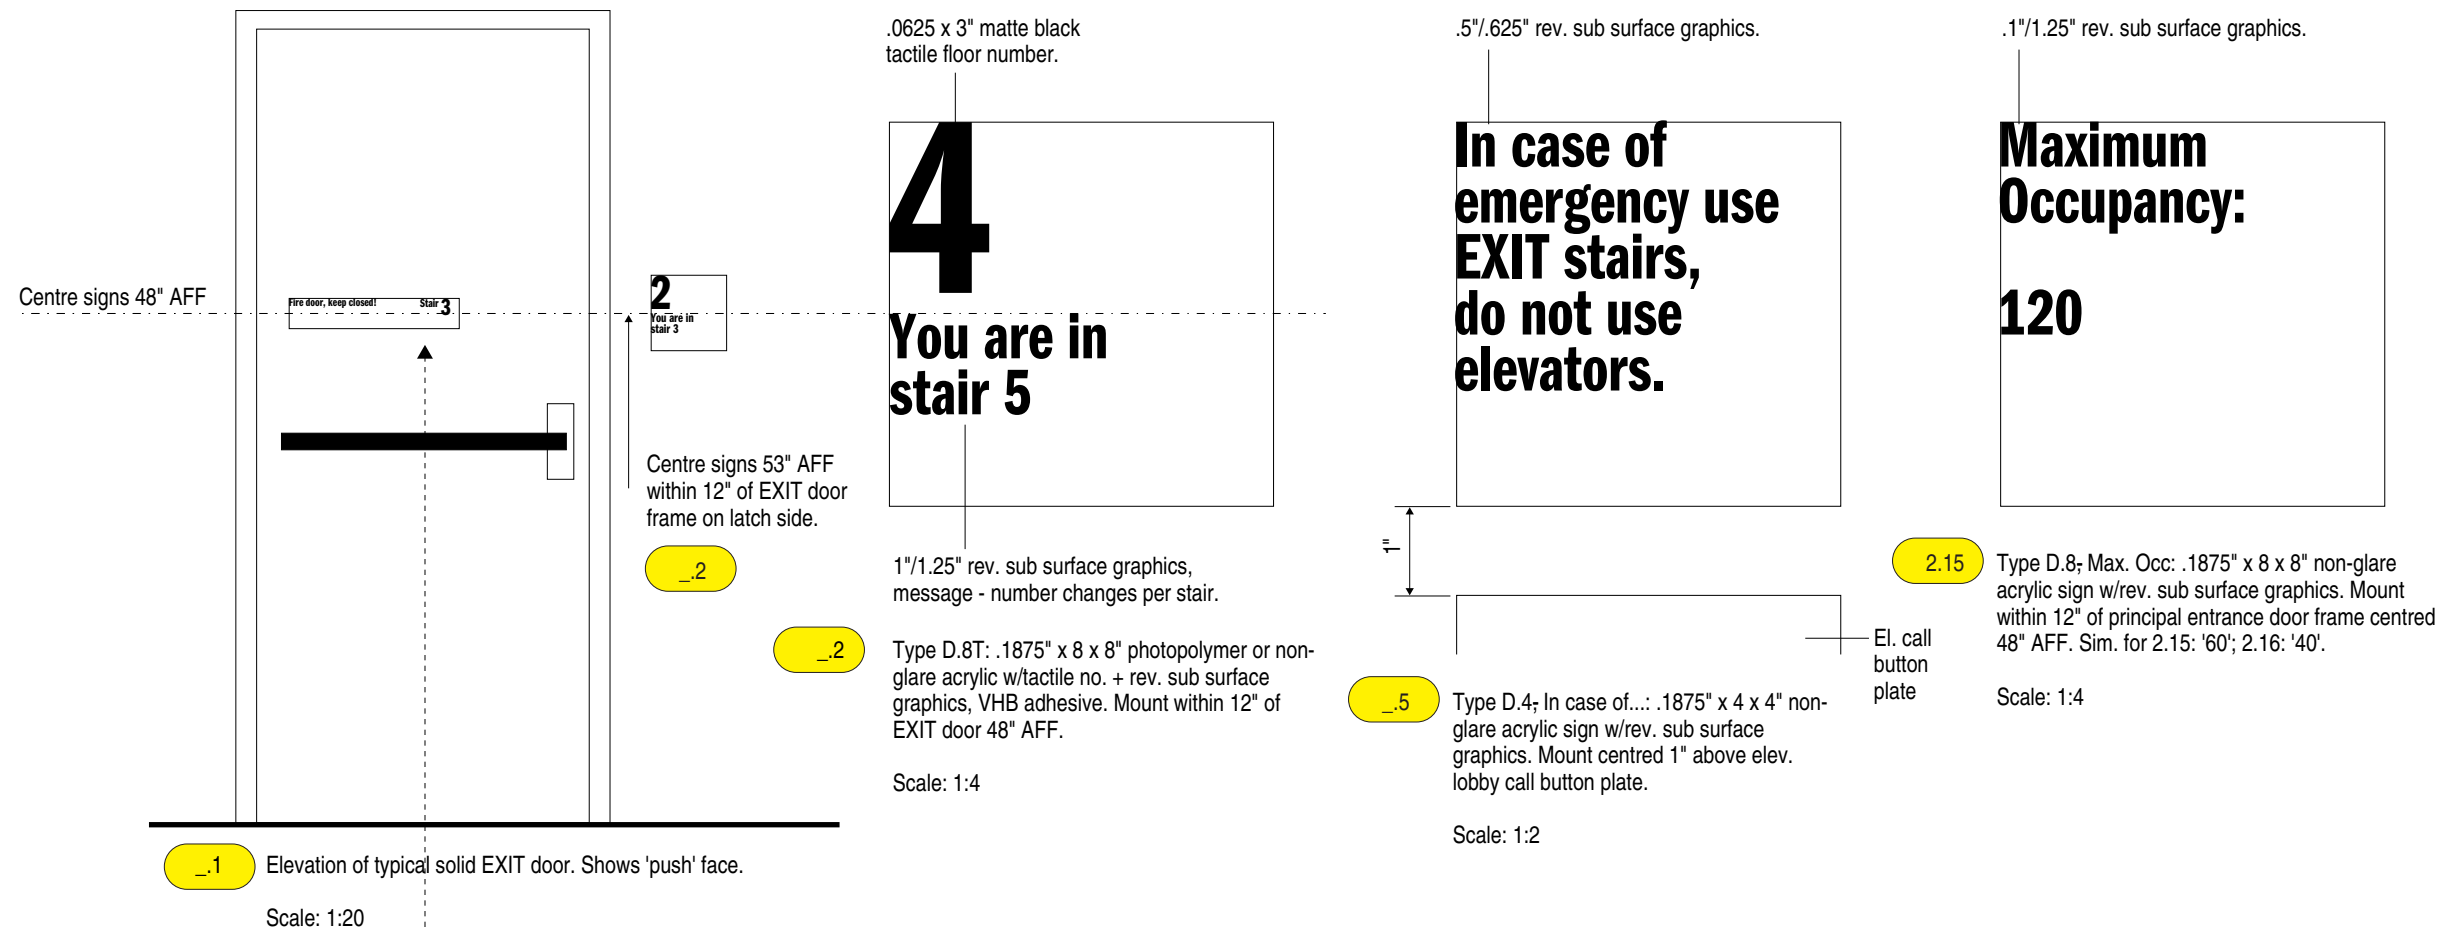 .0625 x 3" matte black
tactile floor number.
.5"/.625" rev. sub surface graphics.
.1"/1.25" rev. sub surface graphics.
Centre signs 48" AFF
Fire door, keep closed!
Stair 3
2
You are in
stair 3
Centre signs 53" AFF
within 12" of EXIT door
frame on latch side.
_.2
4
You are in
stair 5
1"/1.25" rev. sub surface graphics,
message - number changes per stair.
_.2
Type D.8T: .1875" x 8 x 8" photopolymer or non-
glare acrylic w/tactile no. + rev. sub surface
graphics, VHB adhesive. Mount within 12" of
EXIT door 48" AFF.
Scale: 1:4
In case of
emergency use
EXIT stairs,
do not use
elevators.
1"
El. call
button
plate
_.5
Type D.4, In case of...: .1875" x 4 x 4" non-
glare acrylic sign w/rev. sub surface
graphics. Mount centred 1" above elev.
lobby call button plate.
Scale: 1:2
Maximum
Occupancy:
120
2.15
Type D.8, Max. Occ: .1875" x 8 x 8" non-glare
acrylic sign w/rev. sub surface graphics. Mount
within 12" of principal entrance door frame centred
48" AFF. Sim. for 2.15: '60'; 2.16: '40'.
Scale: 1:4
_.1
Elevation of typical solid EXIT door. Shows 'push' face.
Scale: 1:20